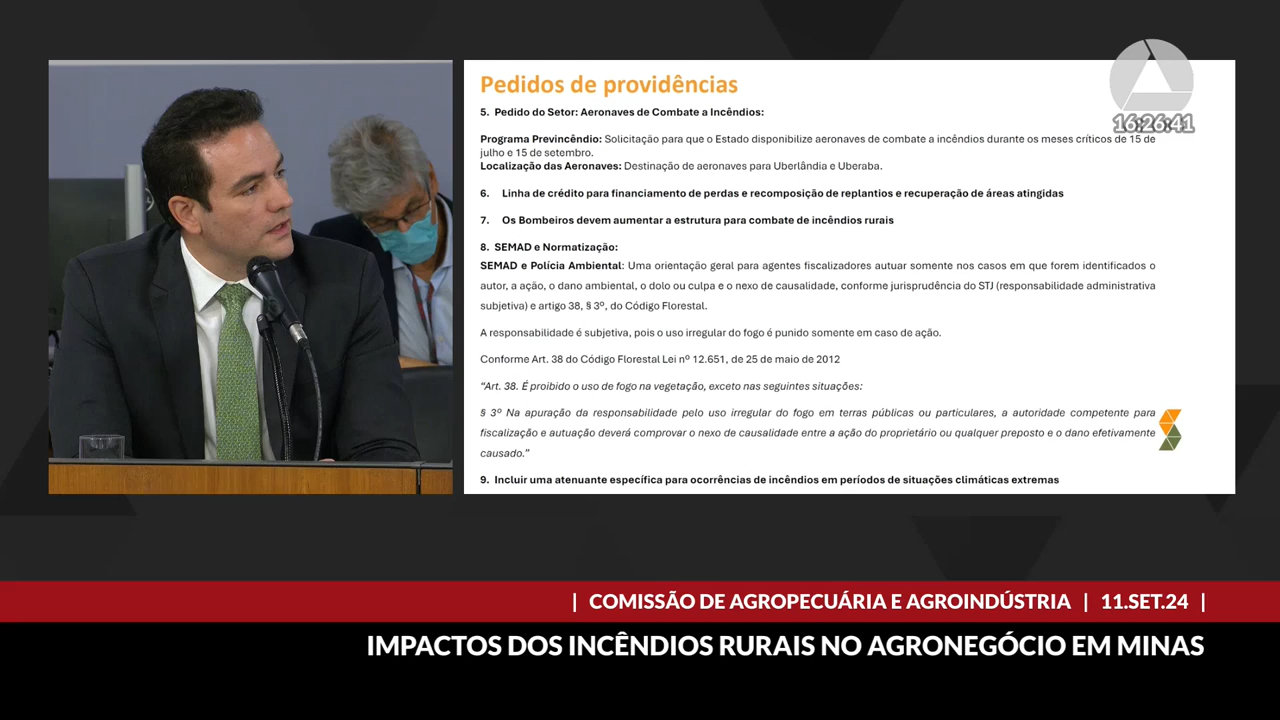 Pedidos de providências
16:26:41
5. Pedido do Setor: Aeronaves de Combate a Incêndios:
Programa Previncêndio: Solicitação para que o Estado disponibilize aeronaves de combate a incêndios durante os meses críticos de 15 de
julho e 15 de setembro.
Localização das Aeronaves: Destinação de aeronaves para Uberlândia e Uberaba.
6. Linha de crédito para financiamento de perdas e recomposição de replantios e recuperação de áreas atingidas
7. Os Bombeiros devem aumentar a estrutura para combate de incêndios rurais
8. SEMAD e Normatização:
SEMAD e Polícia Ambiental: Uma orientação geral para agentes fiscalizadores autuar somente nos casos em que forem identificados o
autor, a ação, o dano ambiental, o dolo ou culpa e o nexo de causalidade, conforme jurisprudência do STJ (responsabilidade administrativa
subjetiva) e artigo 38, § 3º, do Código Florestal.
A responsabilidade é subjetiva, pois o uso irregular do fogo é punido somente em caso de ação.
Conforme Art. 38 do Código Florestal Lei nº 12.651, de 25 de maio de 2012
“Art. 38. É proibido o uso de fogo na vegetação, exceto nas seguintes situações:
§ 3º Na apuração da responsabilidade pelo uso irregular do fogo em terras públicas ou particulares, a autoridade competente para
fiscalização e autuação deverá comprovar o nexo de causalidade entre a ação do proprietário ou qualquer preposto e o dano efetivamente
causado.”
9. Incluir uma atenuante específica para ocorrências de incêndios em períodos de situações climáticas extremas
| COMISSÃO DE AGROPECUÁRIA E AGROINDÚSTRIA | 11.SET.24 |
IMPACTOS DOS INCÊNDIOS RURAIS NO AGRONEGÓCIO EM MINAS